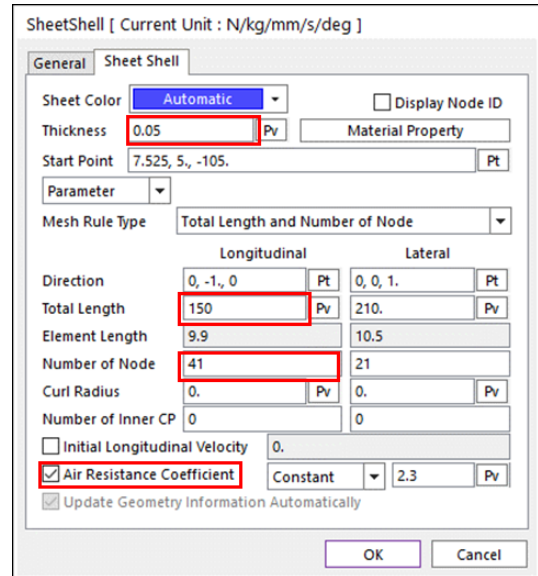 SheetShell [ Current Unit : N/kg/mm/s/deg ]
General Sheet Shell
Sheet Color Automatic Display Node ID
Thickness 0.05 Pv Material Property
Start Point 7.525, 5., -105. Pt
Parameter
Mesh Rule Type Total Length and Number of Node
Longitudinal Lateral
Direction 0, -1., 0 Pt 0, 0, 1. Pt
Total Length 150 Pv 210. Pv
Element Length 9.9 10.5
Number of Node 41 21
Curl Radius 0. Pv 0. Pv
Number of Inner CP 0 0
Initial Longitudinal Velocity 0.
Air Resistance Coefficient Constant 2.3 Pv
Update Geometry Information Automatically
OK Cancel